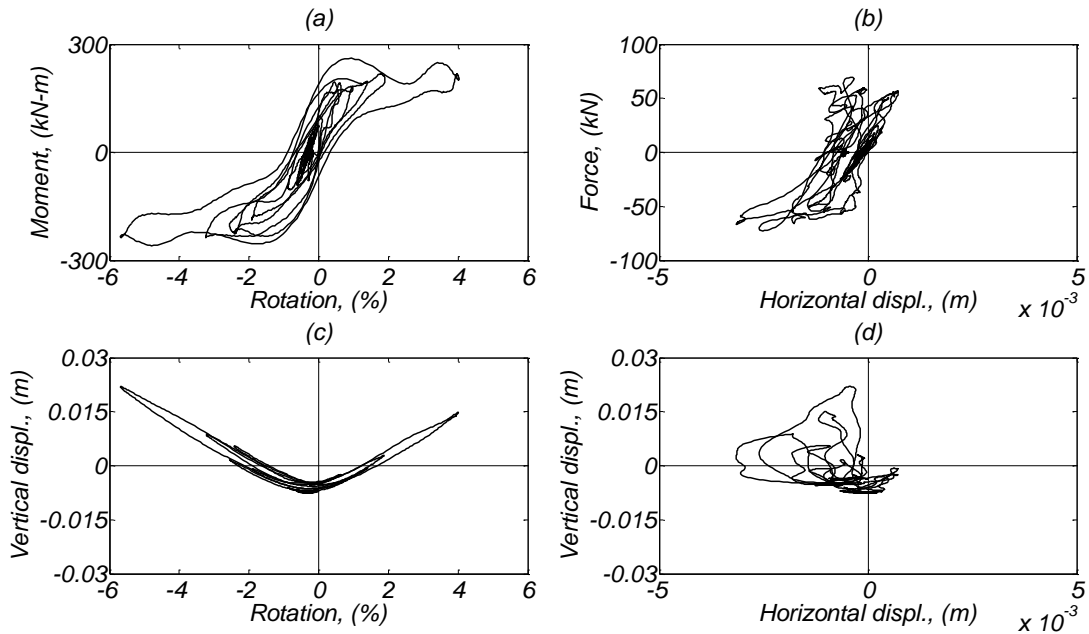 (a)
300
0
-300
Moment, (kN-m)
-6 -4 -2 0 2 4 6
Rotation, (%)
(b)
100
50
0
-50
-100
Force, (kN)
-5 0 5
Horizontal displ., (m)
x 10-3
(c)
0.03
0.015
0
-0.015
-0.03
Vertical displ., (m)
-6 -4 -2 0 2 4 6
Rotation, (%)
(d)
0.03
0.015
0
-0.015
-0.03
Vertical displ., (m)
-5 0 5
Horizontal displ., (m)
x 10-3